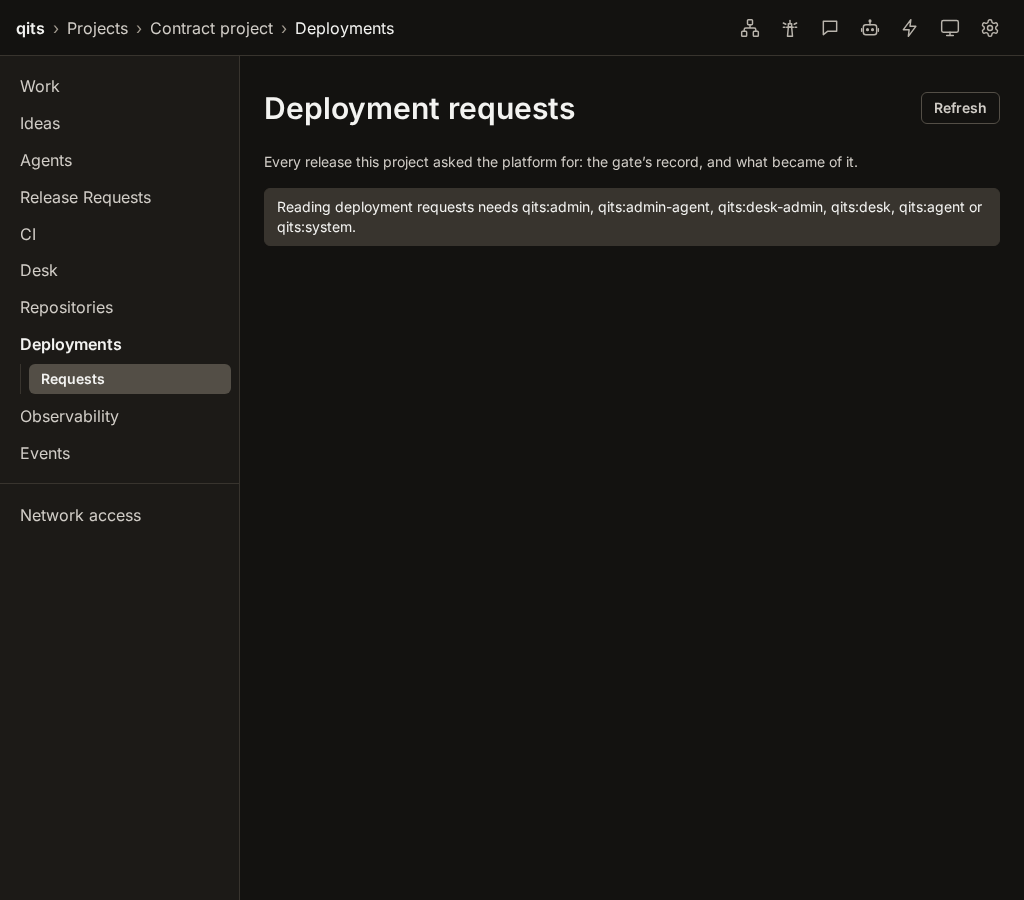 qits › Projects › Contract project › Deployments
Work
Ideas
Agents
Release Requests
CI
Desk
Repositories
Deployments
Requests
Observability
Events
Network access
Deployment requests
Refresh
Every release this project asked the platform for: the gate’s record, and what became of it.
Reading deployment requests needs qits:admin, qits:admin-agent, qits:desk-admin, qits:desk, qits:agent or
qits:system.